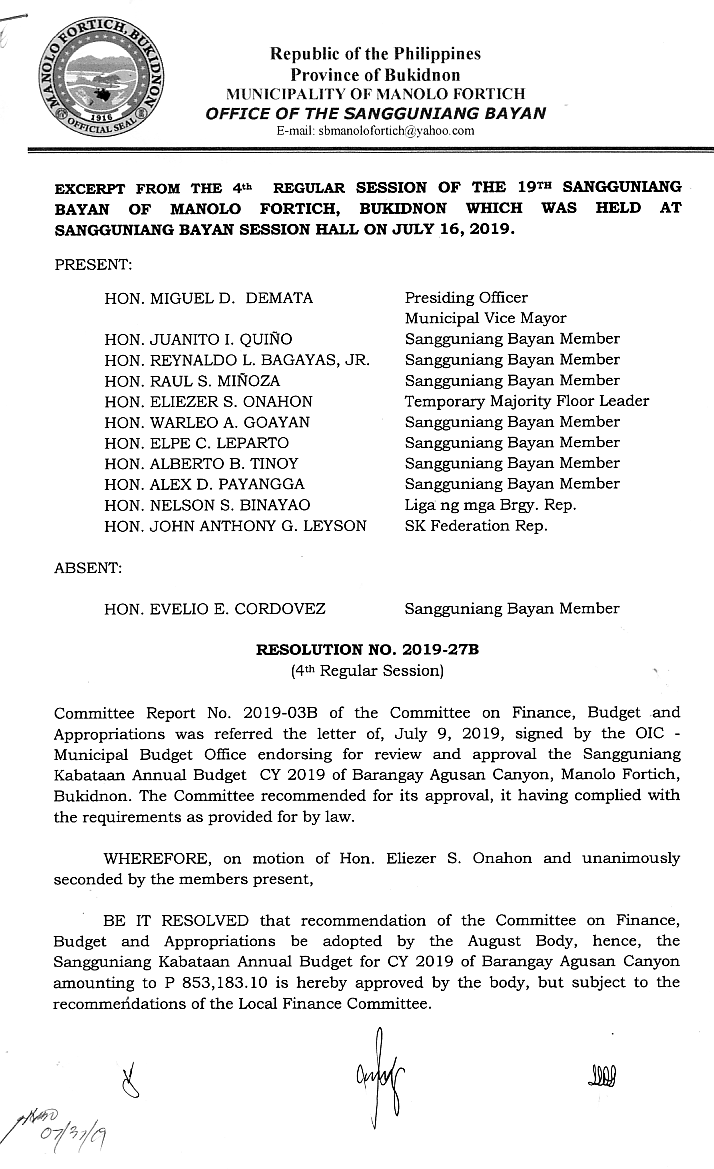 MANOLO FORTICH, BUKIDNON
1916
OFFICIAL SEAL
Republic of the Philippines
Province of Bukidnon
MUNICIPALITY OF MANOLO FORTICH
OFFICE OF THE SANGGUNIANG BAYAN
E-mail: sbmanolofortich@yahoo.com
EXCERPT FROM THE 4th REGULAR SESSION OF THE 19TH SANGGUNIANG
BAYAN OF MANOLO FORTICH, BUKIDNON WHICH WAS HELD AT
SANGGUNIANG BAYAN SESSION HALL ON JULY 16, 2019.
PRESENT:
HON. MIGUEL D. DEMATA Presiding Officer
Municipal Vice Mayor
HON. JUANITO I. QUIÑO Sangguniang Bayan Member
HON. REYNALDO L. BAGAYAS, JR. Sangguniang Bayan Member
HON. RAUL S. MIÑOZA Sangguniang Bayan Member
HON. ELIEZER S. ONAHON Temporary Majority Floor Leader
HON. WARLEO A. GOAYAN Sangguniang Bayan Member
HON. ELPE C. LEPARTO Sangguniang Bayan Member
HON. ALBERTO B. TINOY Sangguniang Bayan Member
HON. ALEX D. PAYANGGA Sangguniang Bayan Member
HON. NELSON S. BINAYAO Liga ng mga Brgy. Rep.
HON. JOHN ANTHONY G. LEYSON SK Federation Rep.
ABSENT:
HON. EVELIO E. CORDOVEZ Sangguniang Bayan Member
RESOLUTION NO. 2019-27B
(4th Regular Session)
Committee Report No. 2019-03B of the Committee on Finance, Budget and
Appropriations was referred the letter of, July 9, 2019, signed by the OIC -
Municipal Budget Office endorsing for review and approval the Sangguniang
Kabataan Annual Budget CY 2019 of Barangay Agusan Canyon, Manolo Fortich,
Bukidnon. The Committee recommended for its approval, it having complied with
the requirements as provided for by law.
WHEREFORE, on motion of Hon. Eliezer S. Onahon and unanimously
seconded by the members present,
BE IT RESOLVED that recommendation of the Committee on Finance,
Budget and Appropriations be adopted by the August Body, hence, the
Sangguniang Kabataan Annual Budget for CY 2019 of Barangay Agusan Canyon
amounting to P 853,183.10 is hereby approved by the body, but subject to the
recommendations of the Local Finance Committee.